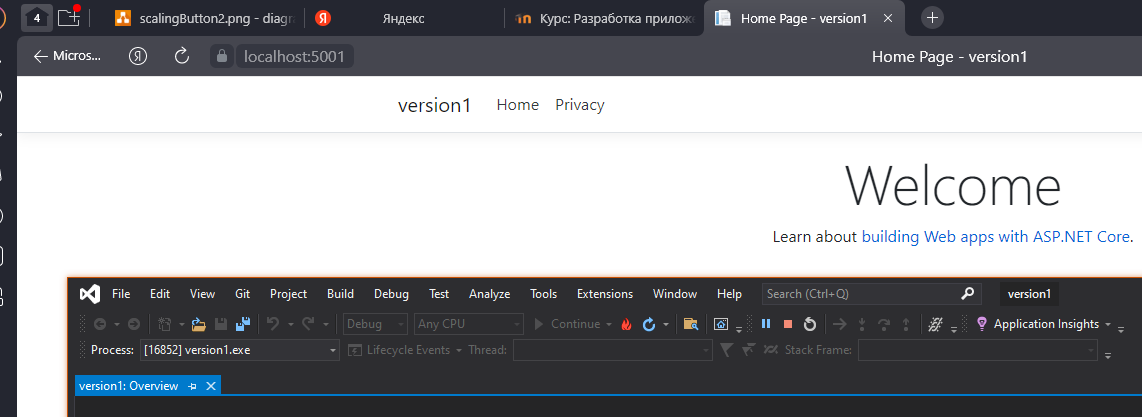 4 scalingButton2.png - diagra Я Яндекс Курс: Разработка прилож Home Page - version1
Micros... Я localhost:5001 Home Page - version1
version1 Home Privacy
Welcome
Learn about building Web apps with ASP.NET Core.
File Edit View Git Project Build Debug Test Analyze Tools Extensions Window Help Search (Ctrl+Q) version1
Debug Any CPU Continue Application Insights
Process: [16852] version1.exe Lifecycle Events Thread: Stack Frame:
version1: Overview